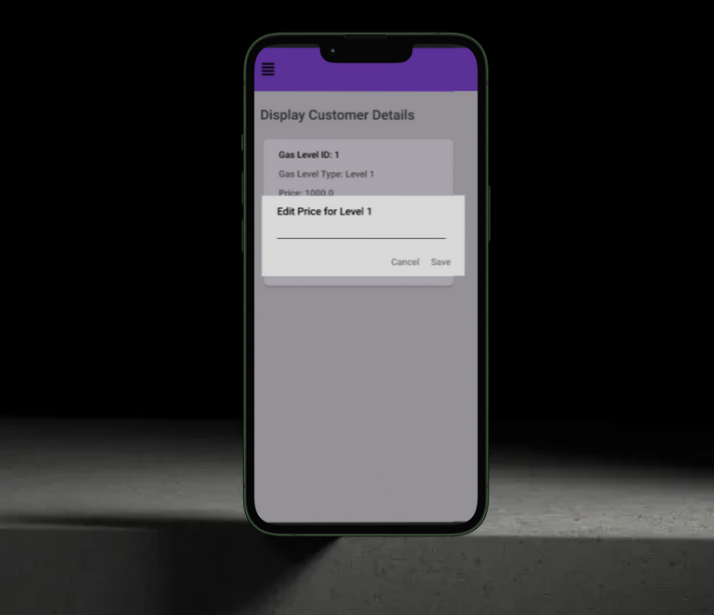 Display Customer Details
Gas Level ID: 1
Gas Level Type: Level 1
Price: 1000.0
Edit Price for Level 1
Cancel Save